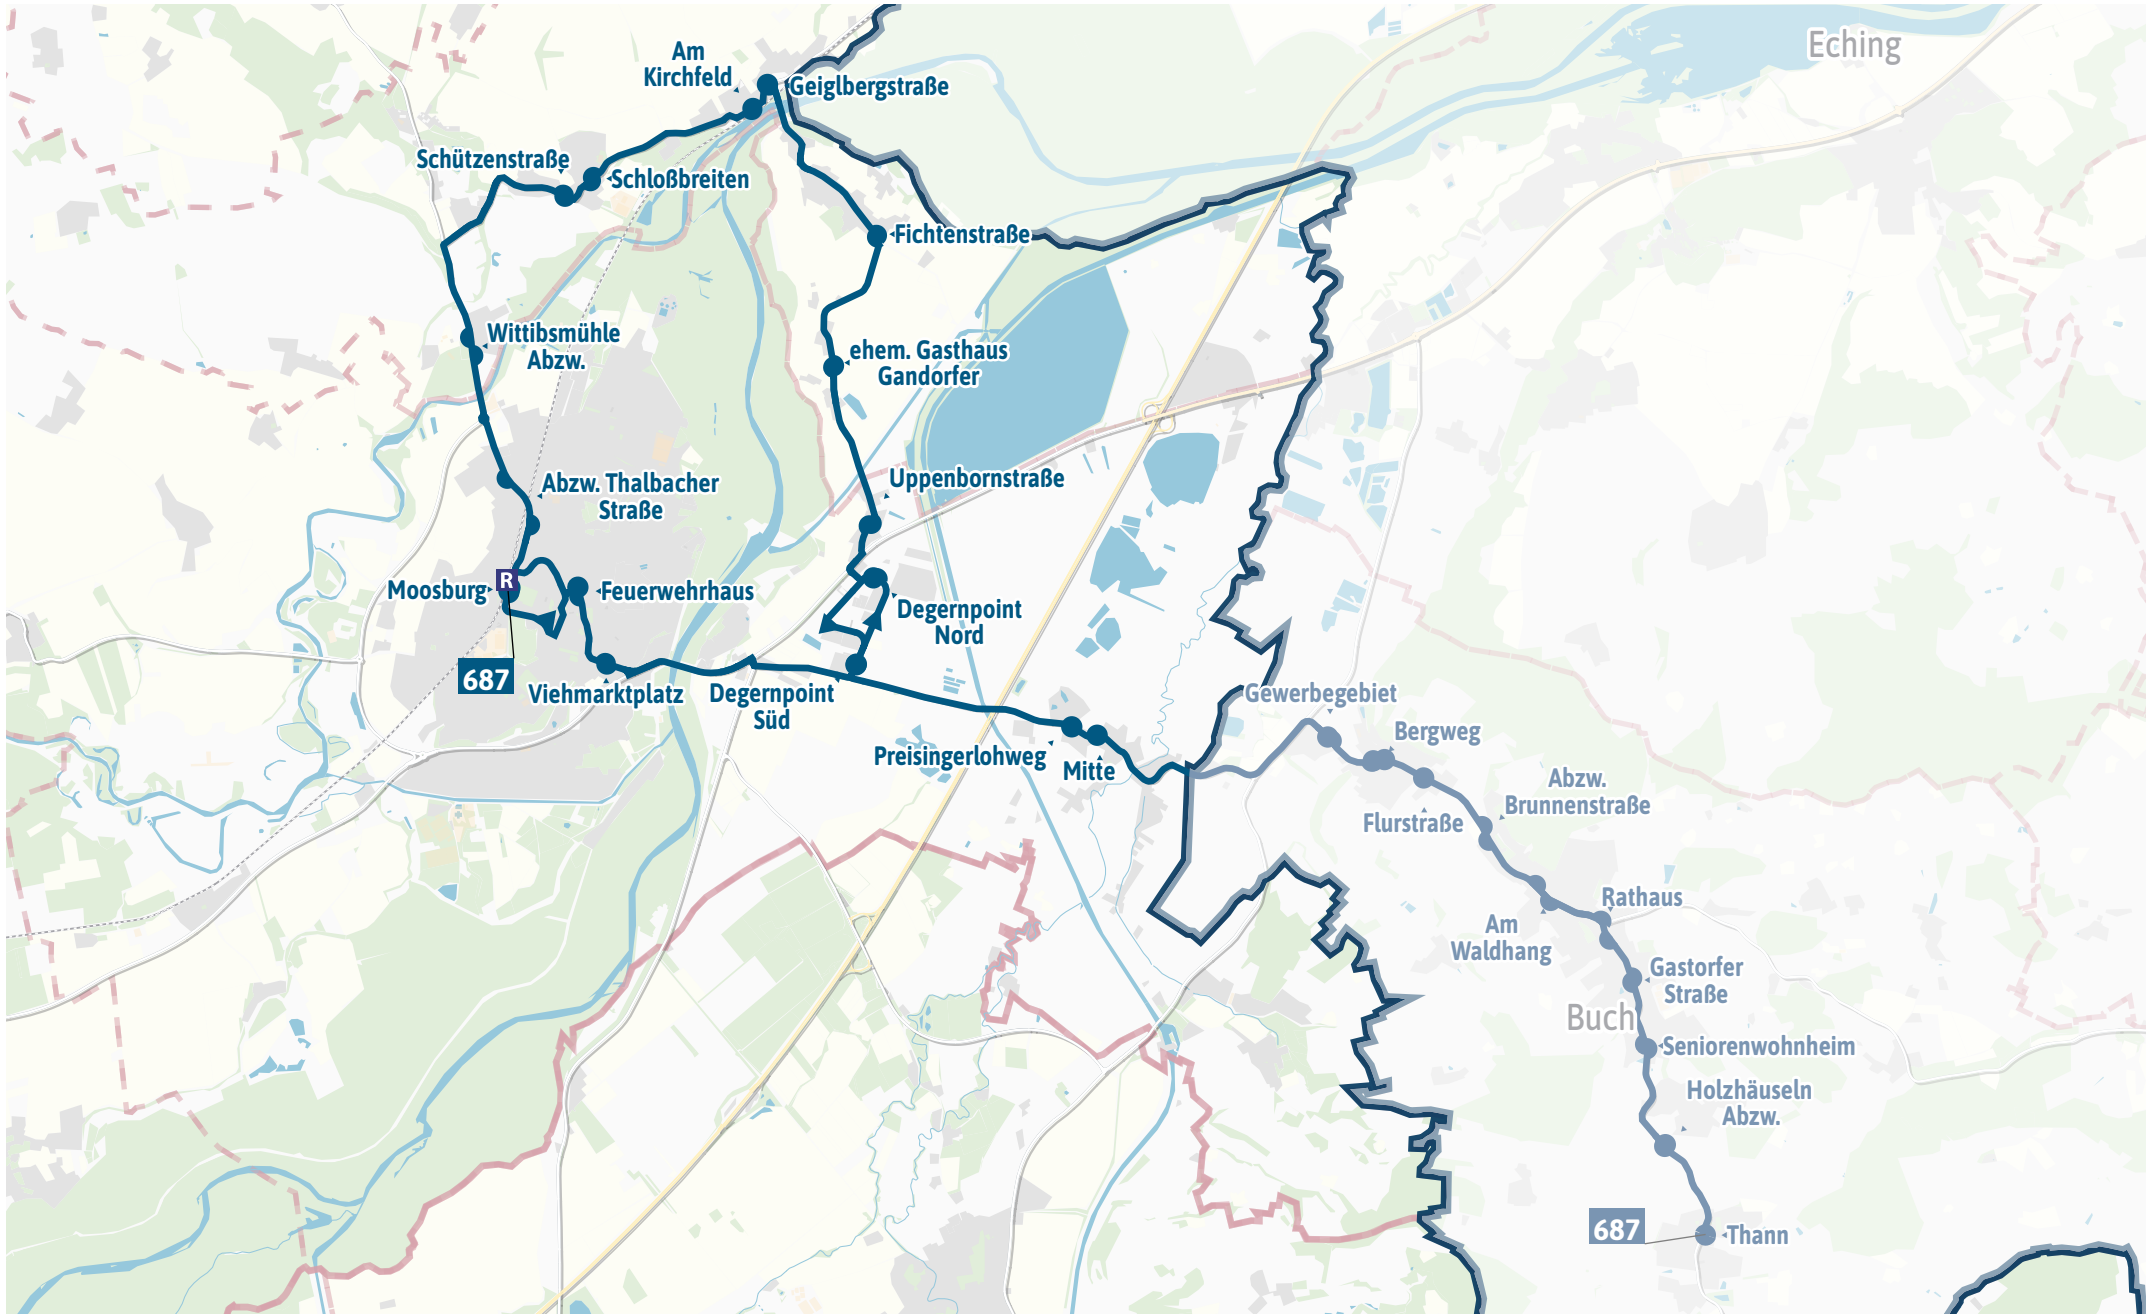 Eching
Am
Kirchfeld
Geiglbergstraße
Schützenstraße
Schloßbreiten
Fichtenstraße
Wittibsmühle
Abzw.
ehem. Gasthaus
Gandorfer
Uppenbornstraße
Abzw. Thalbacher
Straße
R
Moosburg
Feuerwehrhaus
Degernpoint
Nord
687
Viehmarktplatz
Degernpoint
Süd
Gewerbegebiet
Bergweg
Preisingerlohweg
Mitte
Abzw.
Brunnenstraße
Flurstraße
Rathaus
Am
Waldhang
Gastorfer
Straße
Buch
Seniorenwohnheim
Holzhäuseln
Abzw.
687
Thann